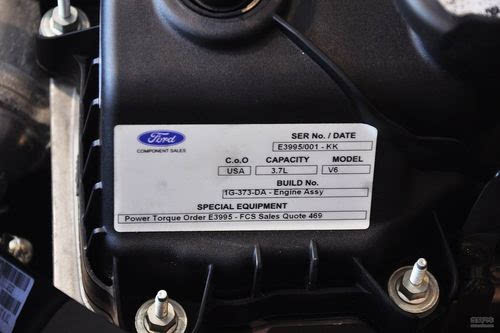 Ford
COMPONENT SALES
SER No. / DATE
E3995/001 - KK
C.o.O CAPACITY MODEL
USA 3.7L V6
BUILD No.
1G-373-DA - Engine Assy
SPECIAL EQUIPMENT
Power Torque Order E3995 - FCS Sales Quote 469